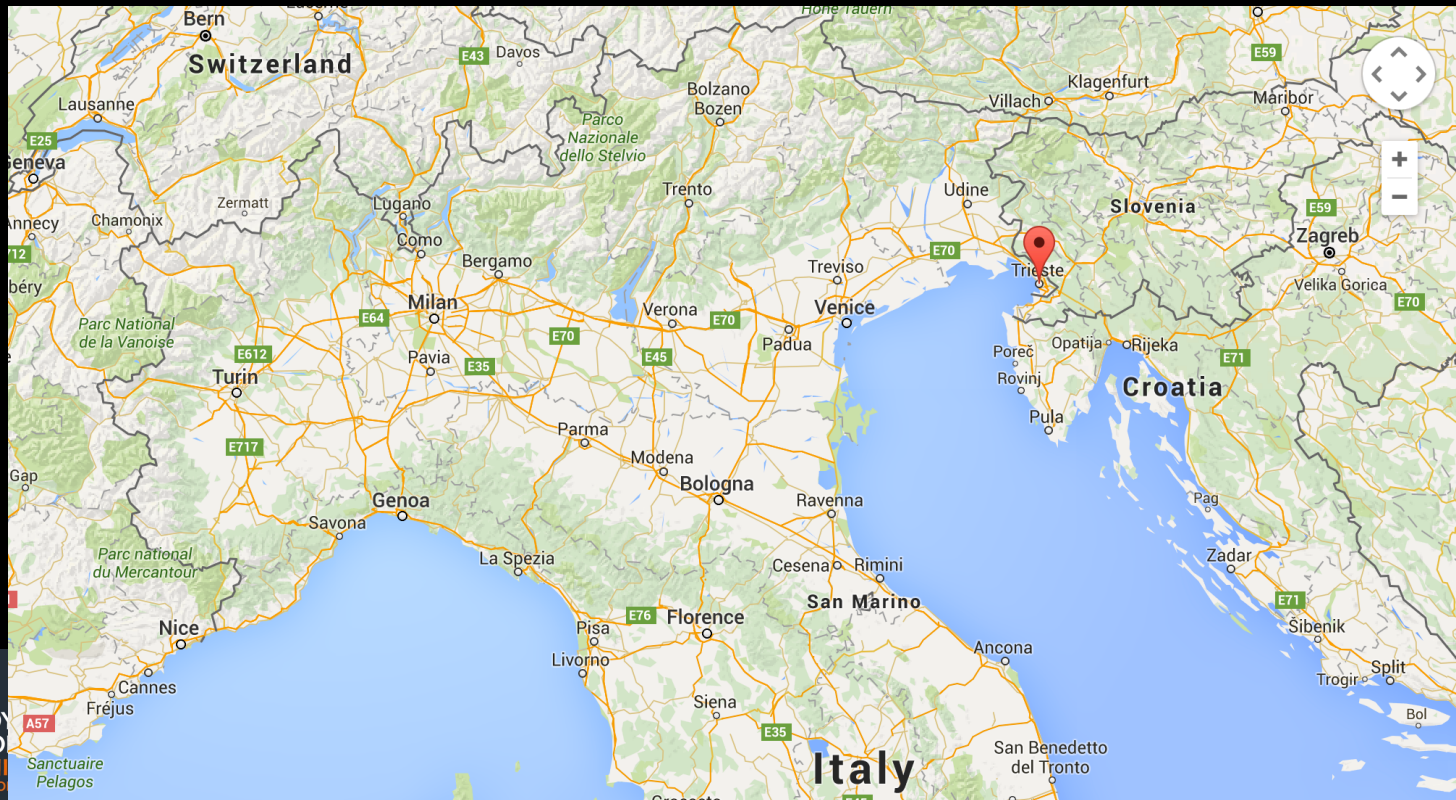 Hohe Tauern
Bern
Lucerne
E43
Davos
E59
Switzerland
Bolzano
Bozen
Klagenfurt
Villach
Maribor
Lausanne
Parco
Nazionale
dello Stelvio
E25
Geneva
Trento
Udine
Zermatt
Lugano
Slovenia
E59
Annecy
Chamonix
Como
Zagreb
E70
/12
Bergamo
Treviso
Trieste
Velika Gorica
béry
Milan
Verona
E70
Venice
E70
E64
Parc National
de la Vanoise
E70
Padua
E612
Pavia
E45
Opatija
Rijeka
Poreč
E35
E71
Turin
Rovinj
Croatia
Pula
Parma
E717
Modena
Gap
Bologna
Genoa
Ravenna
Pag
Savona
Parc national
du Mercantour
La Spezia
Cesena
Rimini
Zadar
San Marino
E71
E76
Florence
Nice
Pisa
Šibenik
Ancona
Livorno
Split
Trogir
Cannes
Fréjus
Siena
Bol
A57
E35
San Benedetto
del Tronto
Italy
Sanctuaire
Pelagos